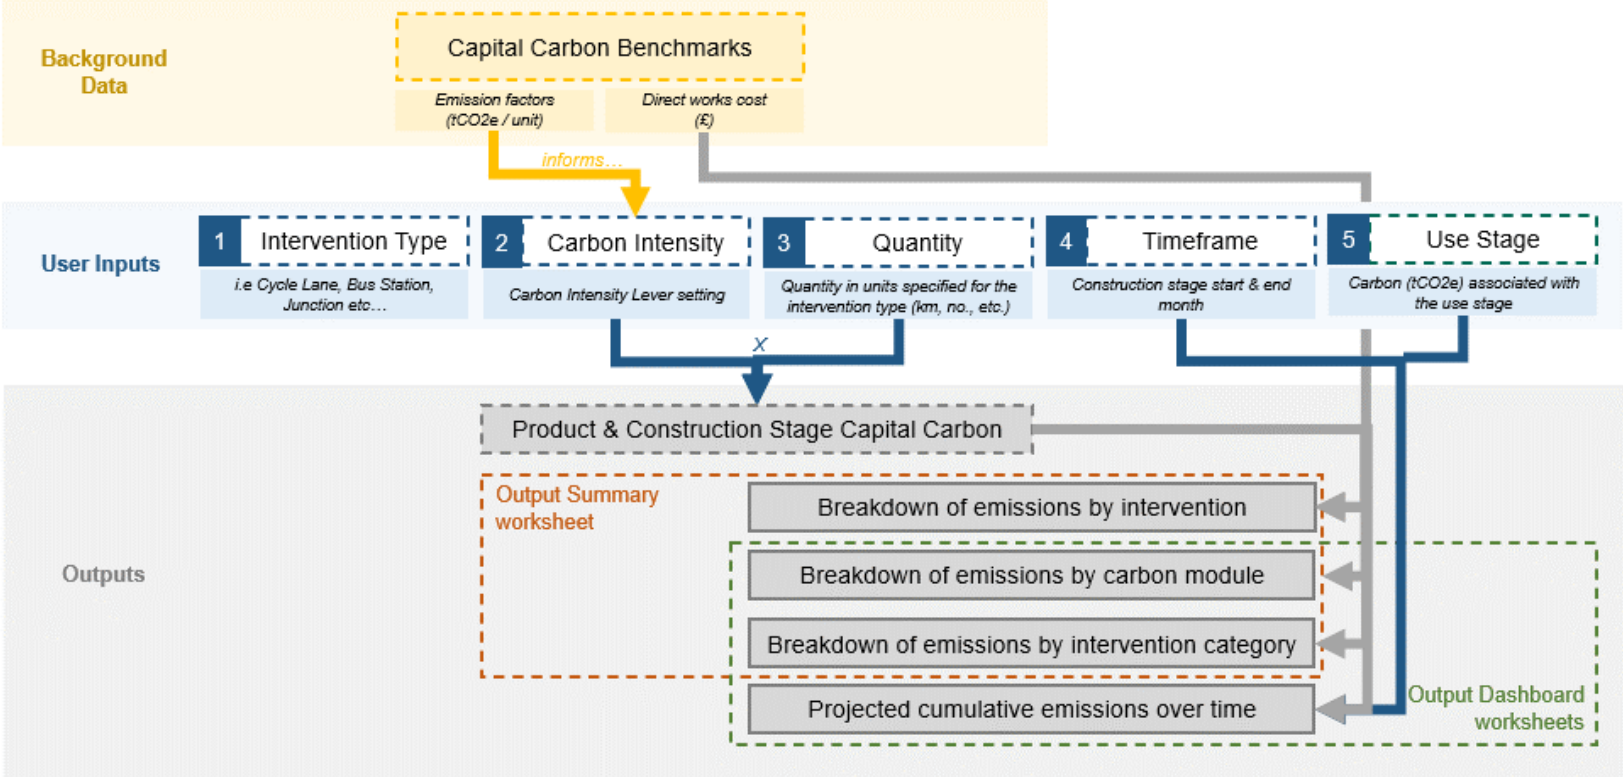 Background
Data
Capital Carbon Benchmarks
Emission factors
(tCO2e / unit)
Direct works cost
(£)
informs...
User Inputs
1
Intervention Type
i.e Cycle Lane, Bus Station,
Junction etc...
2
Carbon Intensity
Carbon Intensity Lever setting
3
Quantity
Quantity in units specified for the
intervention type (km, no., etc.)
4
Timeframe
Construction stage start & end
month
5
Use Stage
Carbon (tCO2e) associated with
the use stage
X
Outputs
Product & Construction Stage Capital Carbon
Output Summary
worksheet
Breakdown of emissions by intervention
Breakdown of emissions by carbon module
Breakdown of emissions by intervention category
Projected cumulative emissions over time
Output Dashboard
worksheets